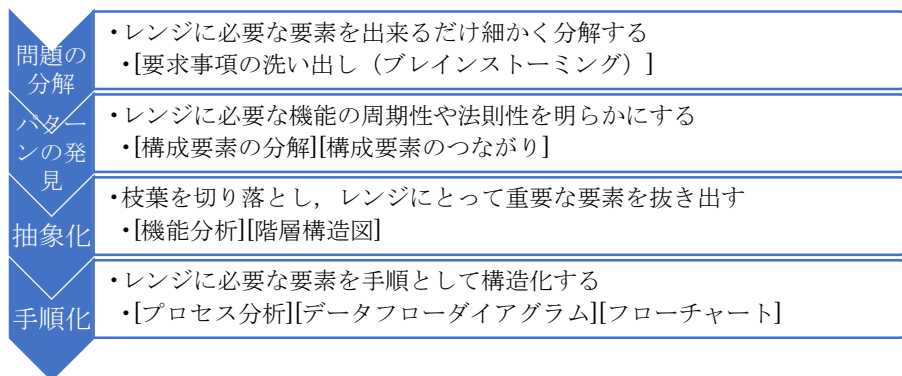 問題の
分解
・レンジに必要な要素を出来るだけ細かく分解する
・[要求事項の洗い出し（ブレインストーミング）]
パター
ンの発
見
・レンジに必要な機能の周期性や法則性を明らかにする
・[構成要素の分解][構成要素のつながり]
抽象化
・枝葉を切り落とし，レンジにとって重要な要素を抜き出す
・[機能分析][階層構造図]
手順化
・レンジに必要な要素を手順として構造化する
・[プロセス分析][データフローダイアグラム][フローチャート]